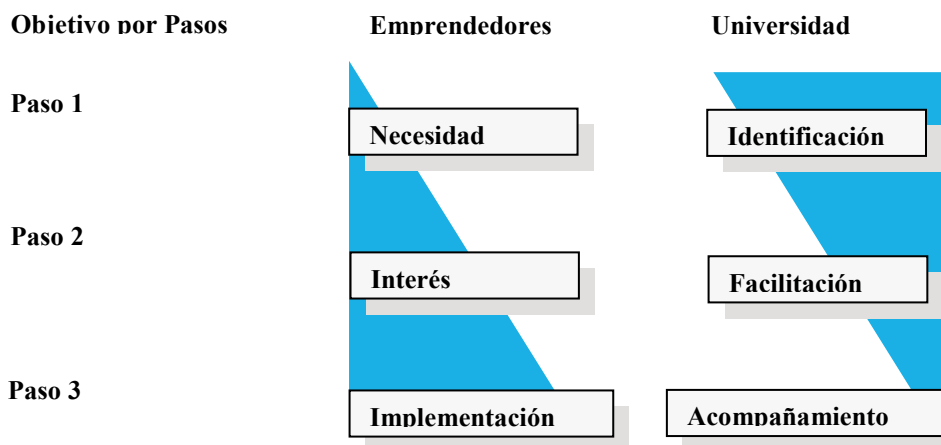 Objetivo por Pasos Emprendedores Universidad
Paso 1
Necesidad Identificación
Paso 2
Interés Facilitación
Paso 3
Implementación Acompañamiento